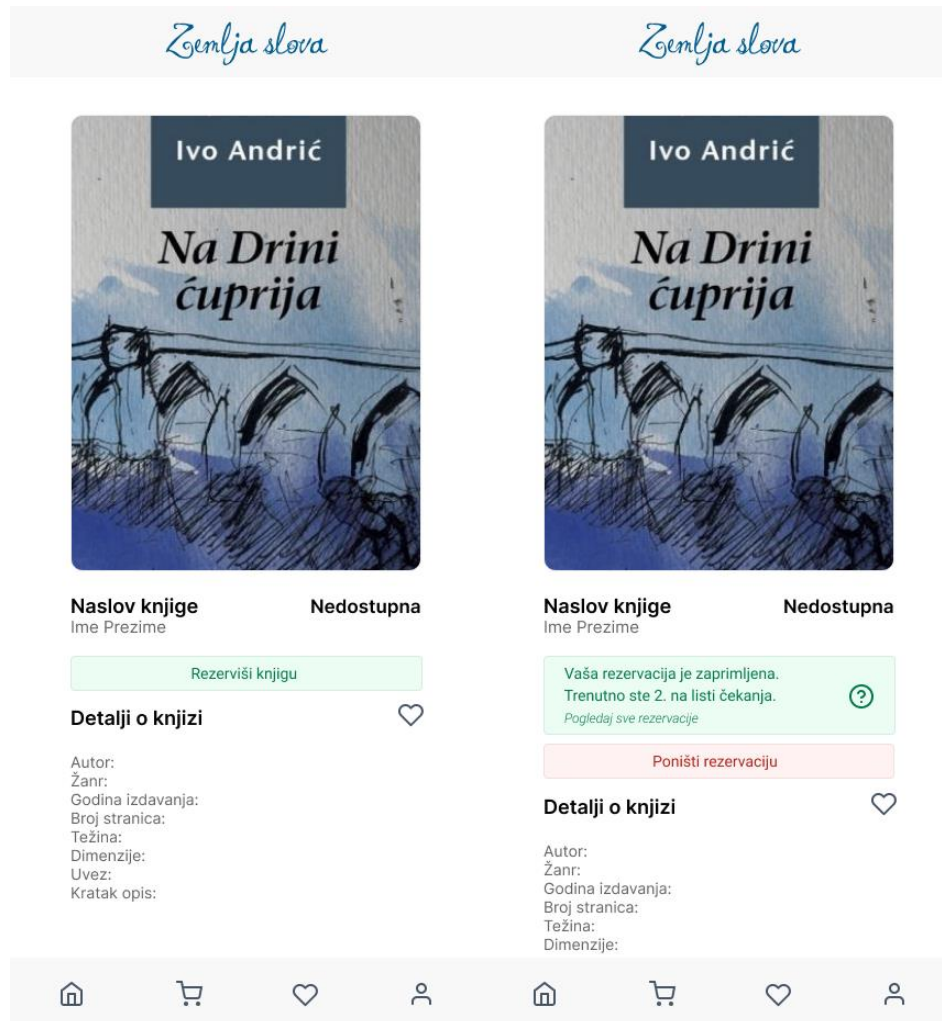 Zemlja slova
Ivo Andrić
Na Drini
ćuprija
Naslov knjige
Nedostupna
Ime Prezime
Rezerviši knjigu
Detalji o knjizi
Autor:
Žanr:
Godina izdavanja:
Broj stranica:
Težina:
Dimenzije:
Uvez:
Kratak opis:
Zemlja slova
Ivo Andrić
Na Drini
ćuprija
Naslov knjige
Nedostupna
Ime Prezime
Vaša rezervacija je zaprimljena.
Trenutno ste 2. na listi čekanja.
Pogledaj sve rezervacije
Poništi rezervaciju
Detalji o knjizi
Autor:
Žanr:
Godina izdavanja:
Broj stranica:
Težina:
Dimenzije: